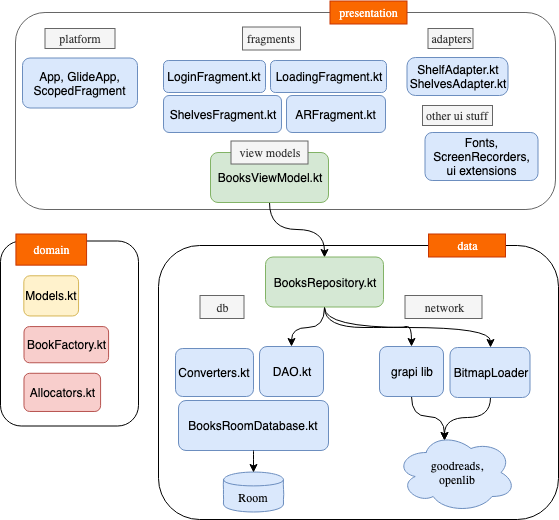 presentation
platform
fragments
adapters
App, GlideApp,
ScopedFragment
LoginFragment.kt
LoadingFragment.kt
ShelfAdapter.kt
ShelvesAdapter.kt
ShelvesFragment.kt
ARFragment.kt
other ui stuff
Fonts,
ScreenRecorders,
ui extensions
view models
BooksViewModel.kt
domain
data
Models.kt
BookFactory.kt
Allocators.kt
BooksRepository.kt
db
network
Converters.kt
DAO.kt
grapi lib
BitmapLoader
BooksRoomDatabase.kt
Room
goodreads,
openlib